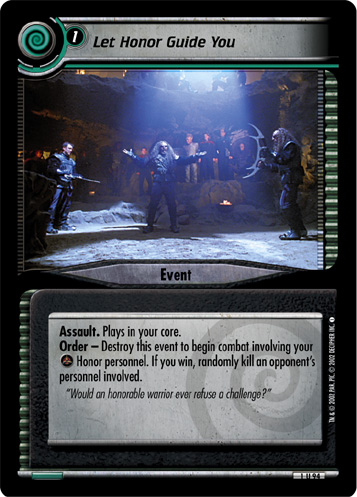 1
Let Honor Guide You
Event
Assault. Plays in your core.
Order – Destroy this event to begin combat involving your
Honor personnel. If you win, randomly kill an opponent's
personnel involved.
"Would an honorable warrior ever refuse a challenge?"
TM & © 2002 PAR. PIC. © 2002 DECIPHER INC.
1 U 94